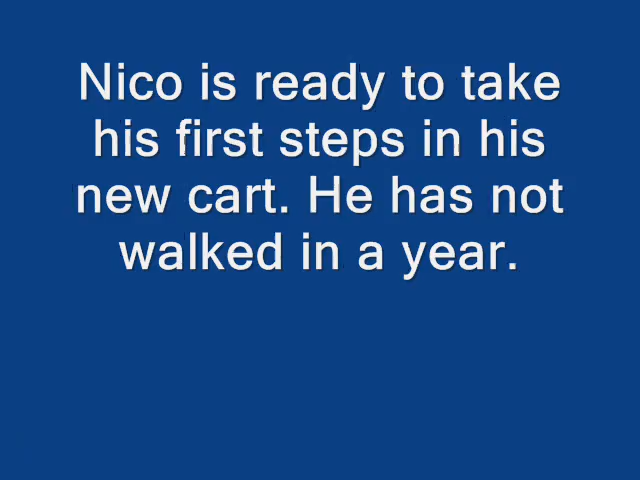 Nico is ready to take
his first steps in his
new cart. He has not
walked in a year.